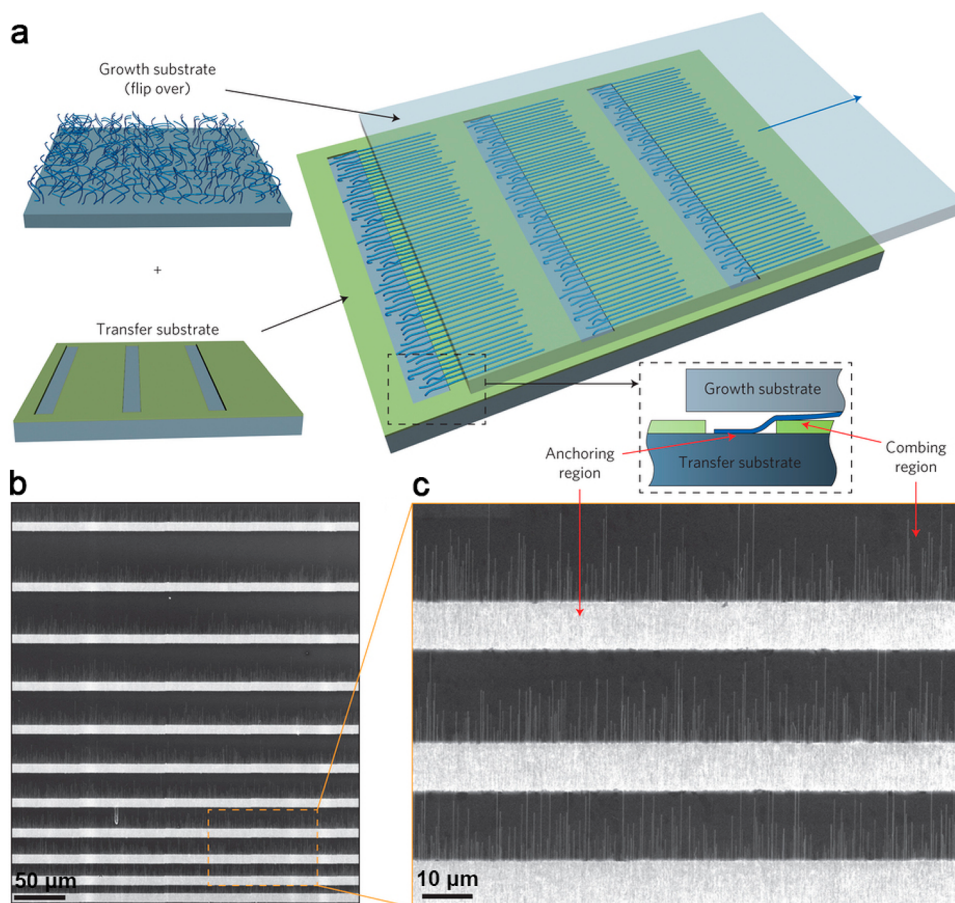 a
Growth substrate
(flip over)
+
Transfer substrate
Growth substrate
Anchoring
region
Transfer substrate
Combing
region
b
50 μm
c
10 μm